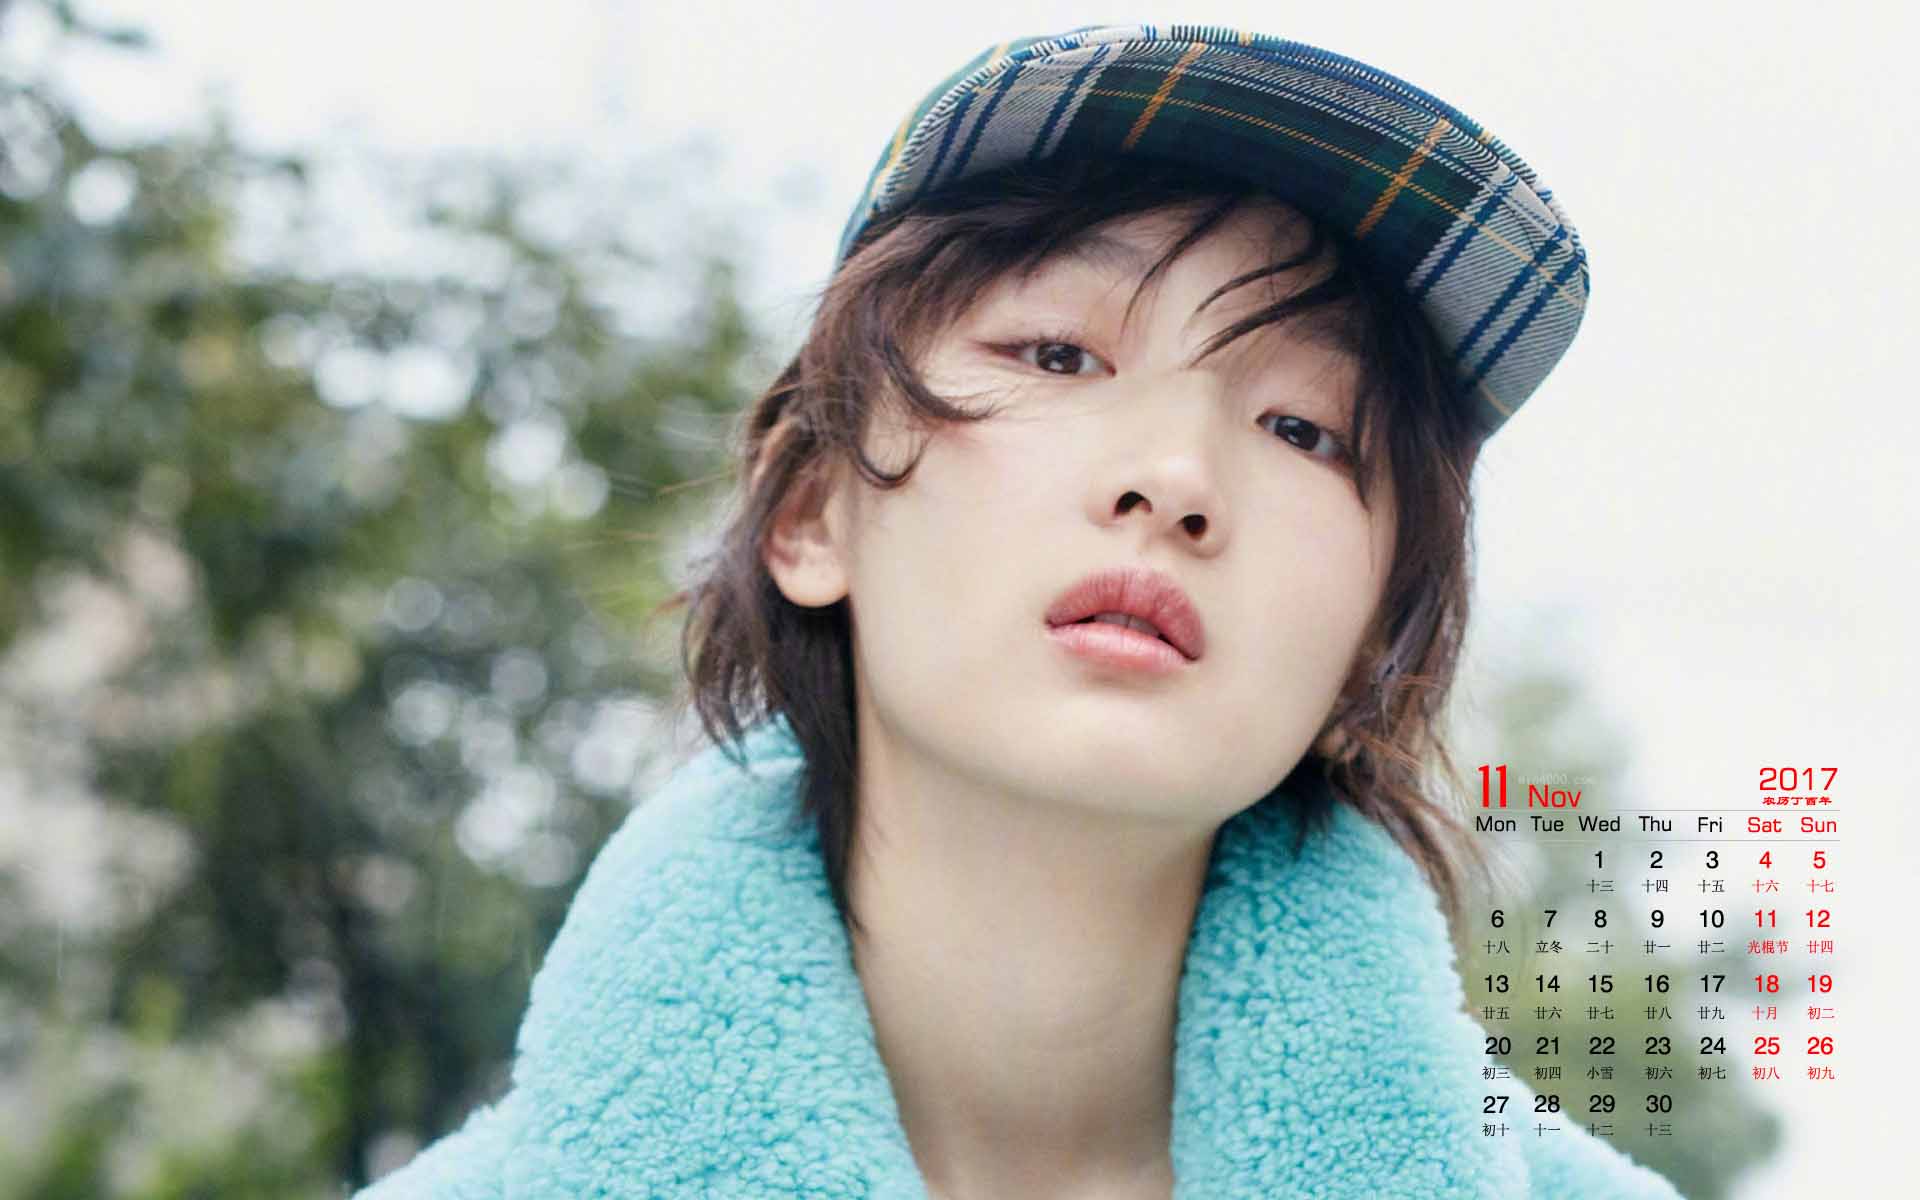 11 Nov 2017
农历丁酉年
Mon Tue Wed Thu Fri Sat Sun
1 2 3 4 5
十三 十四 十五 十六 十七
6 7 8 9 10 11 12
十八 立冬 二十 廿一 廿二 光棍节 廿四
13 14 15 16 17 18 19
廿五 廿六 廿七 廿八 廿九 十月 初二
20 21 22 23 24 25 26
初三 初四 小雪 初六 初七 初八 初九
27 28 29 30
初十 十一 十二 十三